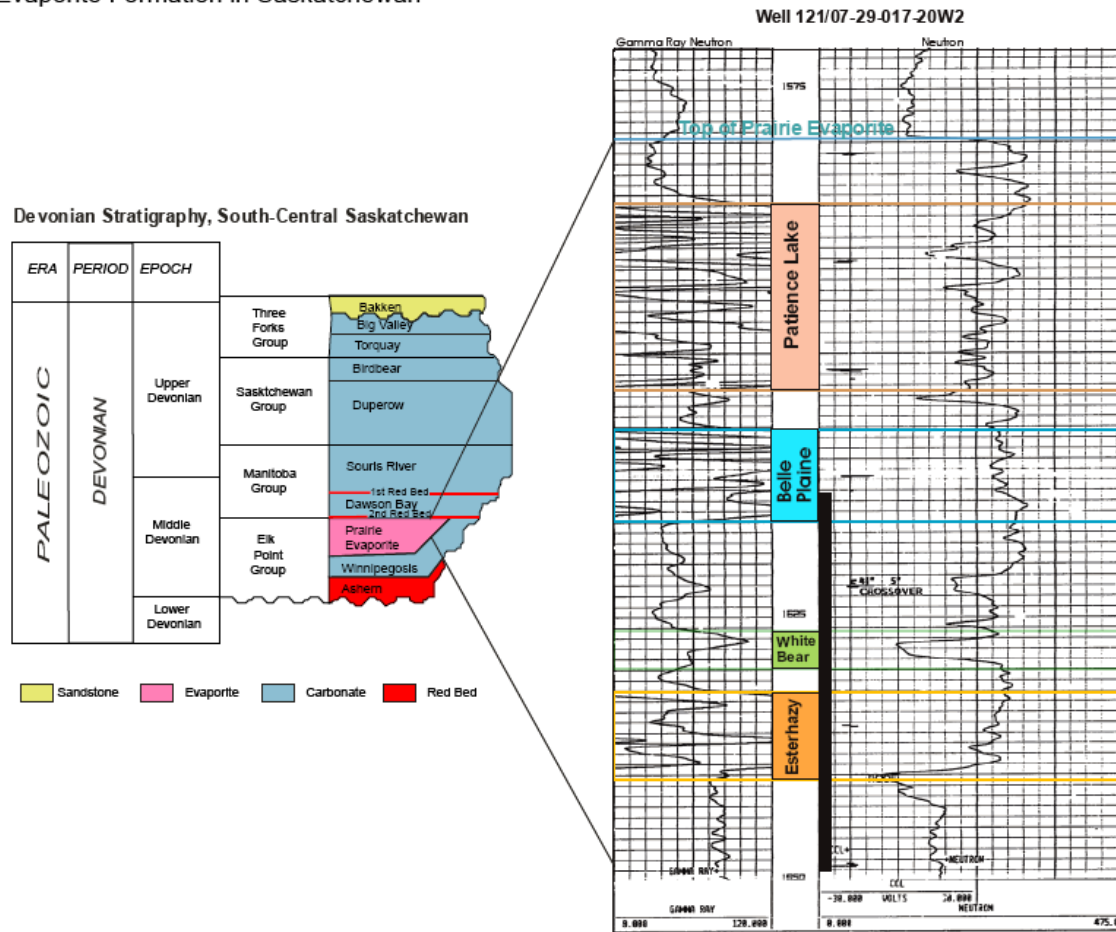 Evaporite Formation in Saskatchewan
Well 121/07-29-017-20W2
Gamma Ray Neutron
Neutron
1575
Top of Prairie Evaporite
Patience Lake
Belle
Plaine
5"
CROSSOVER
1625
White
Bear
Esterhazy
CCL+
+NEUTRON
GAMMA RAY+
1650
CCL
-30.000 VOLTS 30.000
GAMMA RAY
NEUTRON
0.000 120.000
0.000 475.0
Devonian Stratigraphy, South-Central Saskatchewan
ERA PERIOD EPOCH
PALEOZOIC
DEVONIAN
Upper
Devonian
Middle
Devonian
Lower
Devonian
Three
Forks
Group
Sasktchewan
Group
Manitoba
Group
Elk
Point
Group
Bakken
Big Valley
Torquay
Birdbear
Duperow
Souris River
1st Red Bed
Dawson Bay
2nd Red Bed
Prairie
Evaporite
Winnipegosis
Ashern
Sandstone Evaporite Carbonate Red Bed